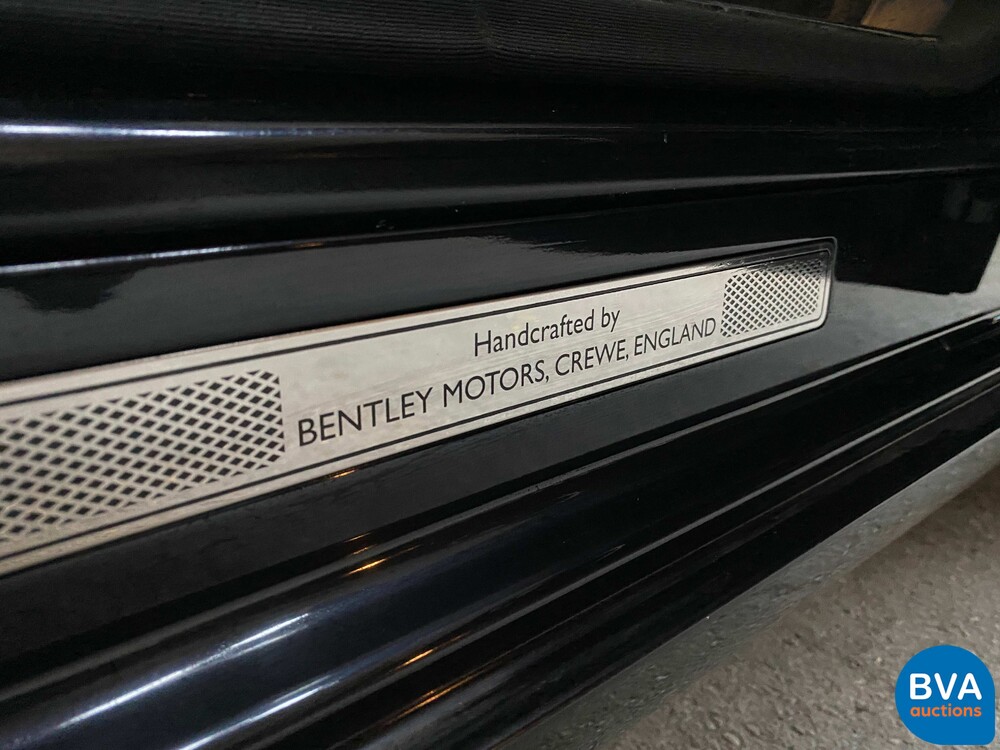 Handcrafted by
BENTLEY MOTORS, CREWE, ENGLAND
BVA
auctions